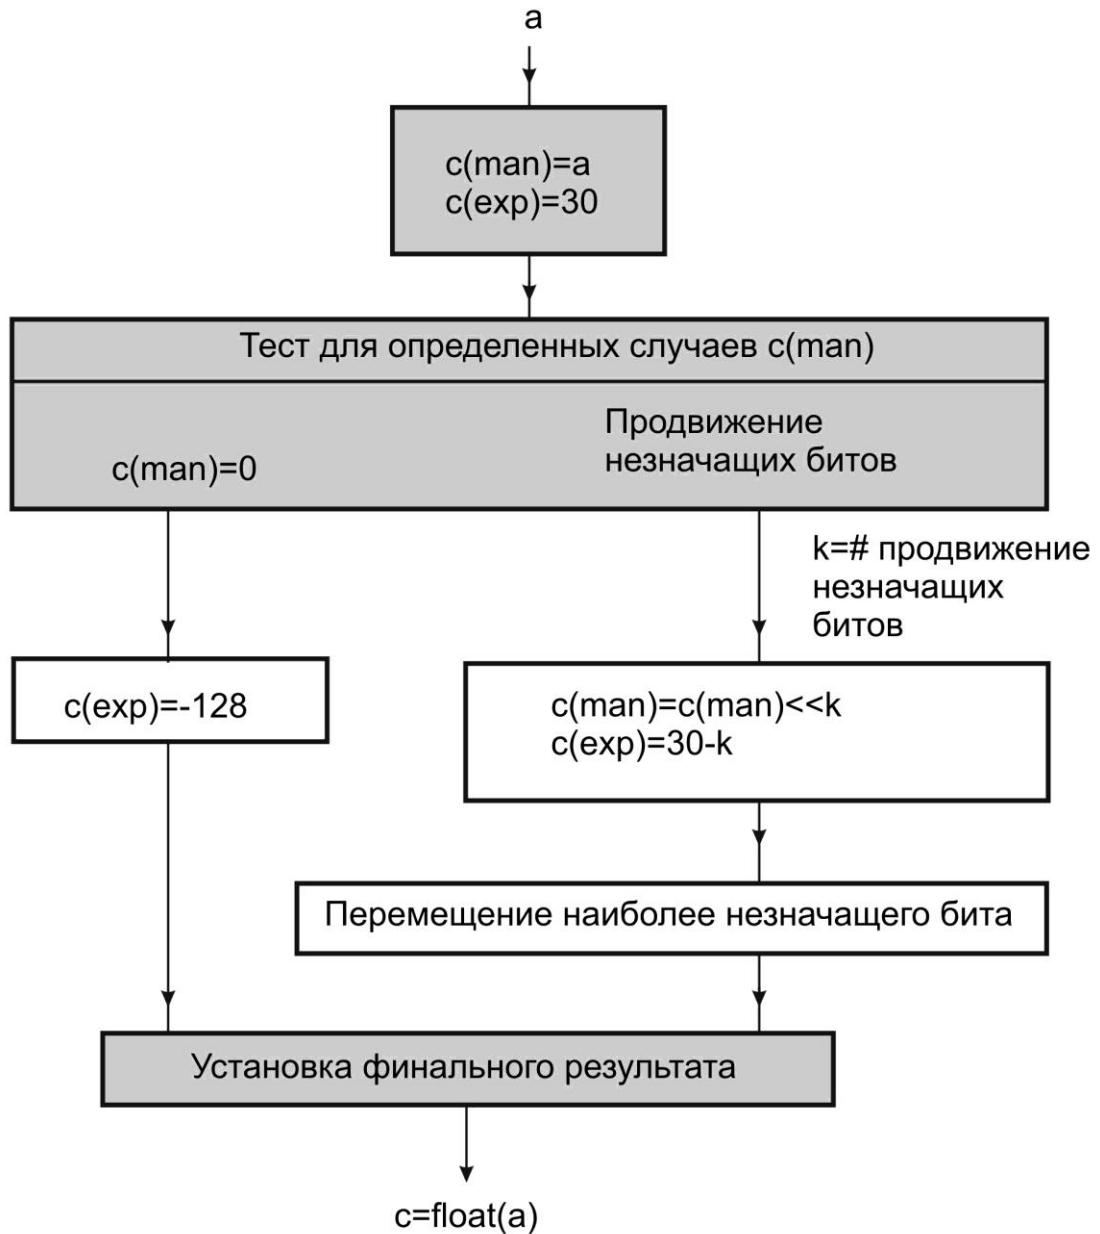 a
c(man)=a
c(exp)=30
Тест для определенных случаев c(man)
c(man)=0
Продвижение
незначащих битов
k=# продвижение
незначащих
битов
c(exp)=-128
c(man)=c(man)<<k
c(exp)=30-k
Перемещение наиболее незначащего бита
Установка финального результата
c=float(a)